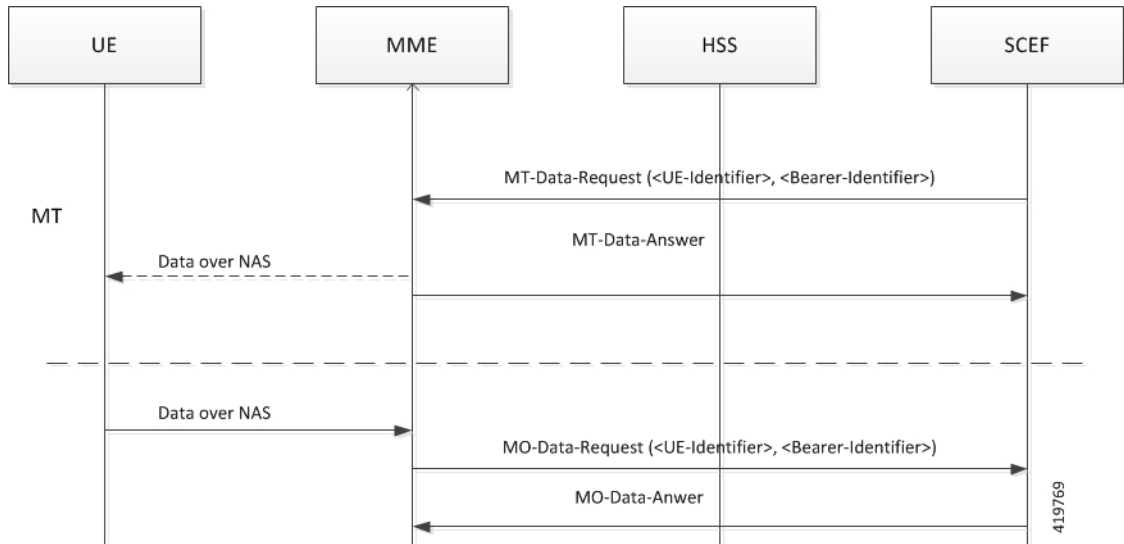 UE
MME
HSS
SCEF
MT-Data-Request (<UE-Identifier>, <Bearer-Identifier>)
MT
MT-Data-Answer
Data over NAS
Data over NAS
MO-Data-Request (<UE-Identifier>, <Bearer-Identifier>)
MO-Data-Anwer
419769